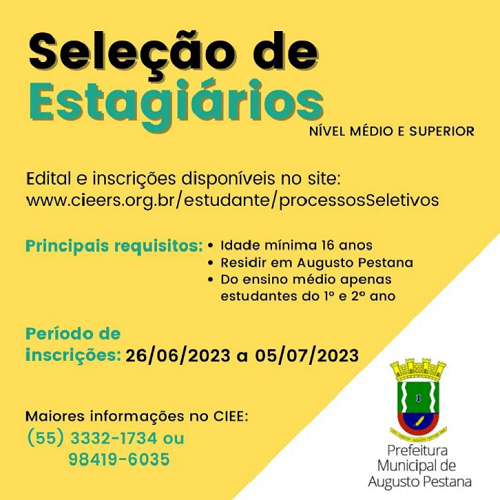 Seleção de
Estagiários
NÍVEL MÉDIO E SUPERIOR
Edital e inscrições disponíveis no site:
www.cieers.org.br/estudante/processosSeletivos
Principais requisitos: • Idade mínima 16 anos
• Residir em Augusto Pestana
• Do ensino médio apenas
estudantes do 1º e 2º ano
Período de
inscrições: 26/06/2023 a 05/07/2023
Maiores informações no CIEE:
(55) 3332-1734 ou
98419-6035
Prefeitura
Municipal de
Augusto Pestana